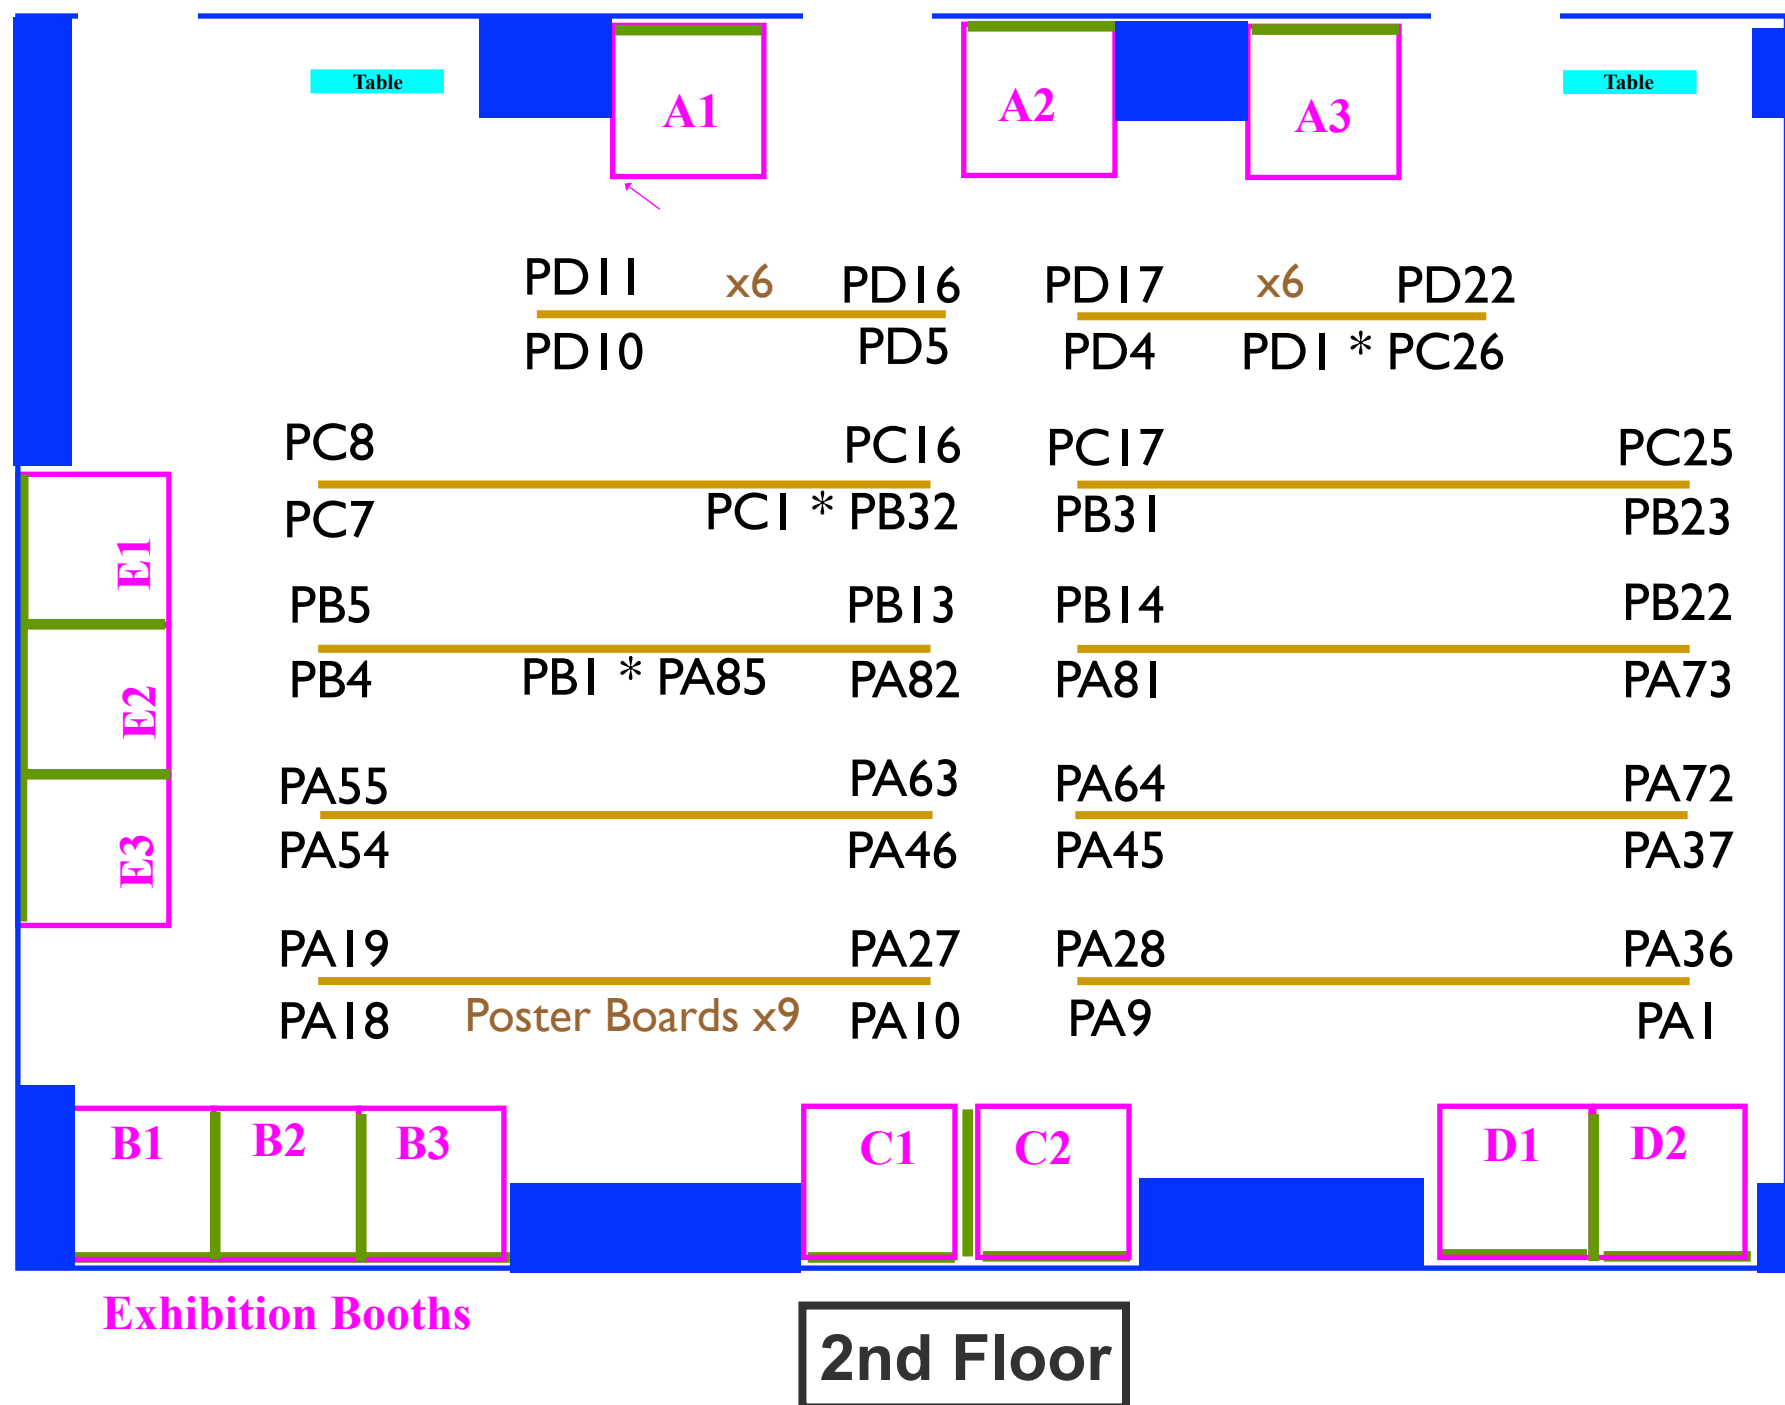 Table Table
A1 A2 A3
PD11 x6 PD16 PD17 x6 PD22
PD10 PD5 PD4 PD1 * PC26
PC8 PC16 PC17 PC25
PC7 PC1 * PB32 PB31 PB23
E1
PB5 PB13 PB14 PB22
PB4 PB1 * PA85 PA82 PA81 PA73
E2
PA55 PA63 PA64 PA72
PA54 PA46 PA45 PA37
E3
PA19 PA27 PA28 PA36
PA18 Poster Boards x9 PA10 PA9 PA1
B1 B2 B3 C1 C2 D1 D2
Exhibition Booths
2nd Floor